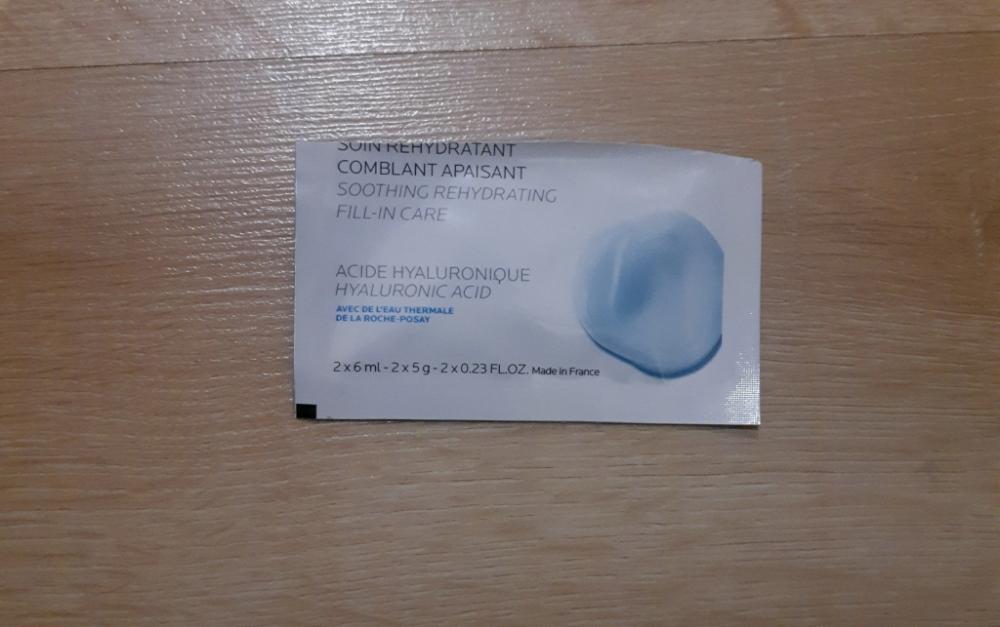 SOIN REHYDRATANT
COMBLANT APAISANT
SOOTHING REHYDRATING
FILL-IN CARE
ACIDE HYALURONIQUE
HYALURONIC ACID
AVEC DE L'EAU THERMALE
DE LA ROCHE-POSAY
2 x 6 ml - 2 x 5 g - 2 x 0.23 FL.OZ. Made in France